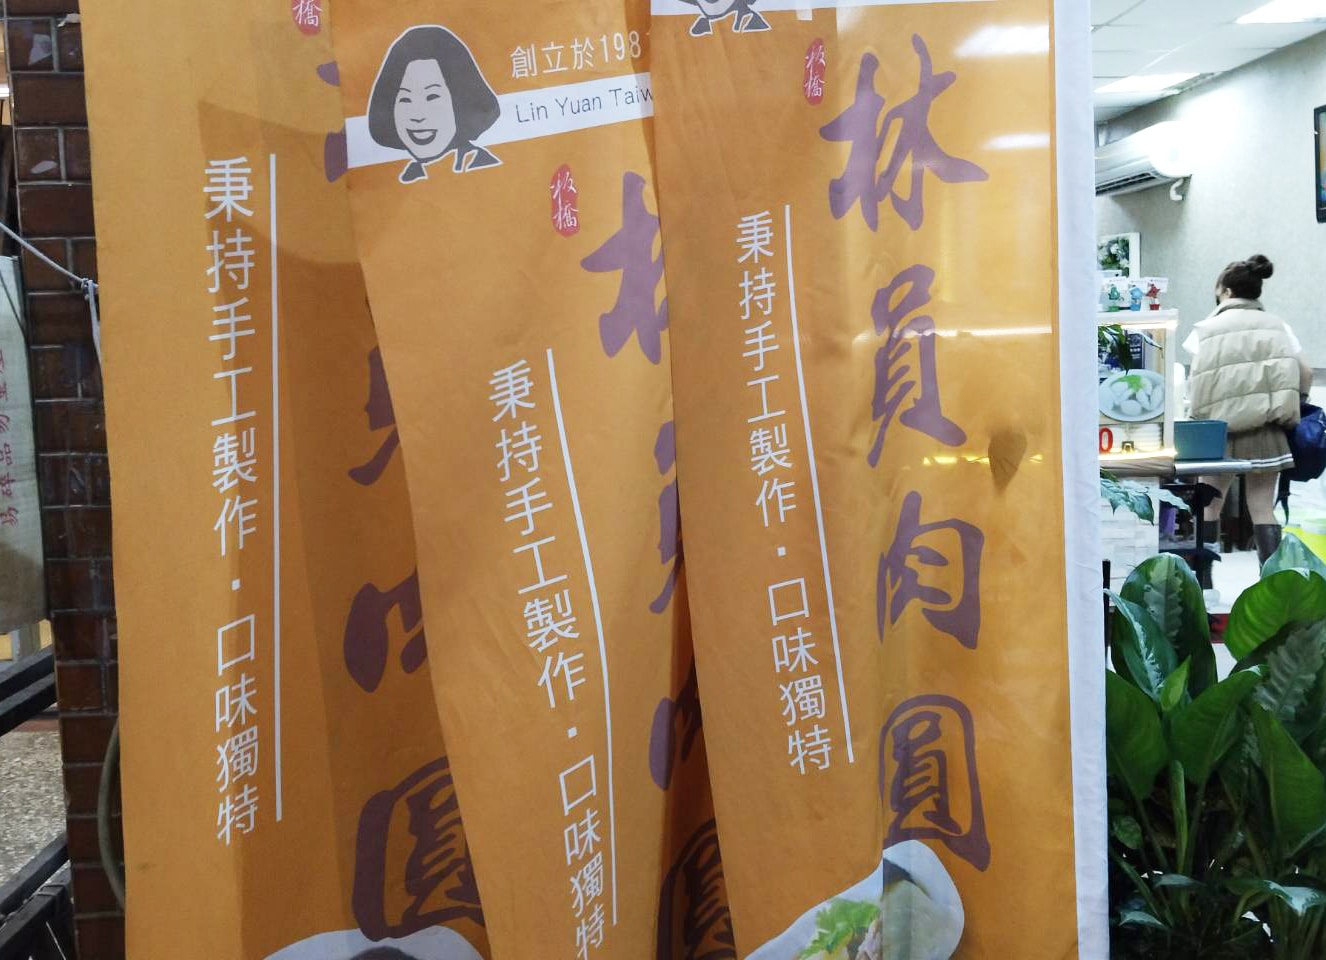 秉持手工製作・口味獨特
橋
創立於198
Lin Yuan Taiw
板橋
秉持手工製作・口味獨特
板橋
林員肉圓
秉持手工製作・口味獨特